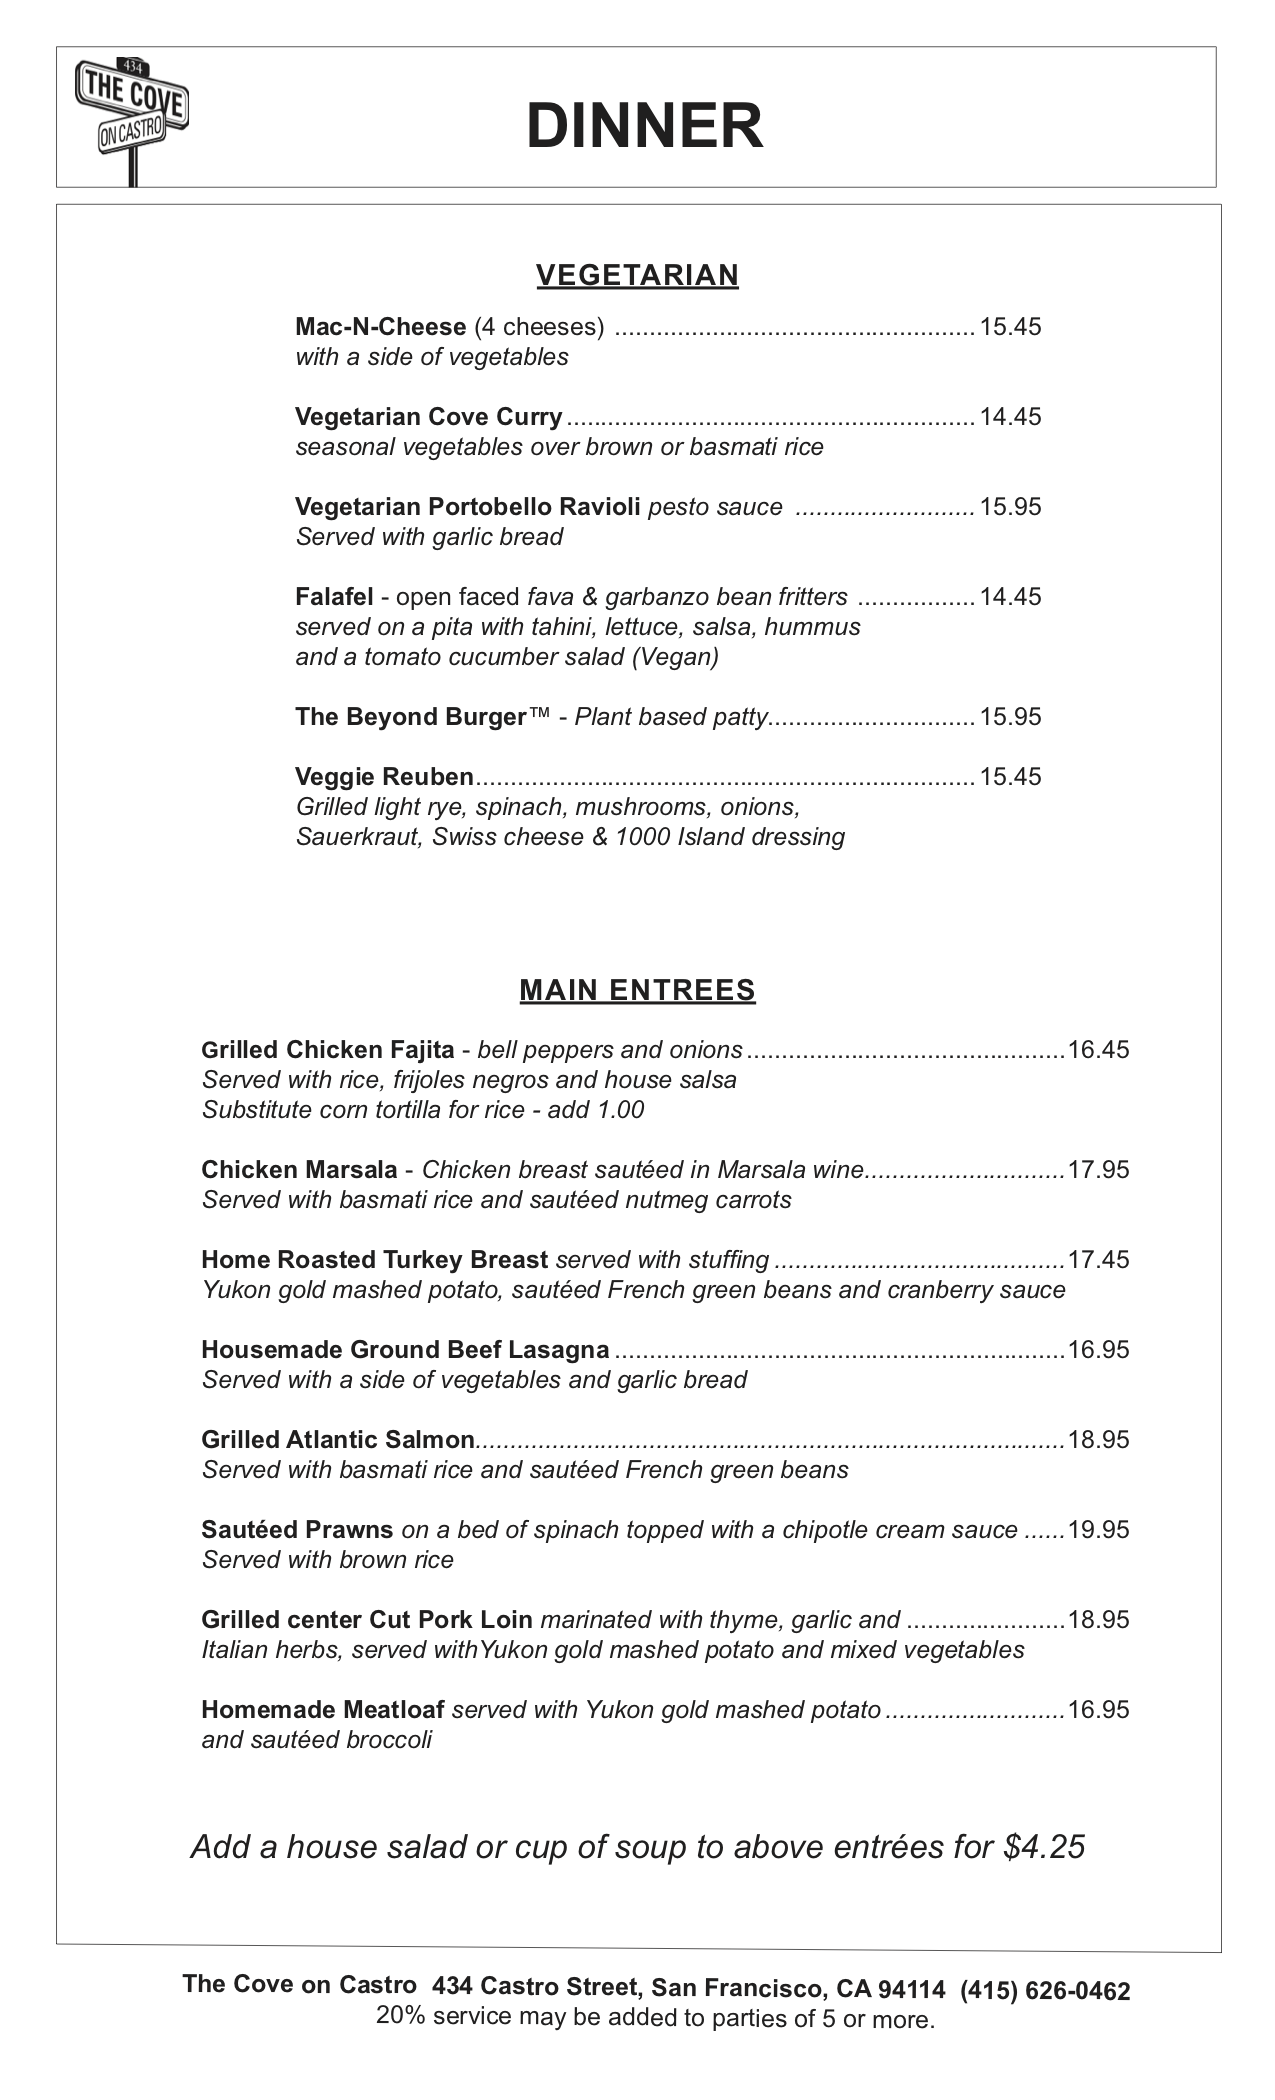 434
THE COVE
ON CASTRO
DINNER
VEGETARIAN
Mac-N-Cheese (4 cheeses) .................................................... 15.45
with a side of vegetables
Vegetarian Cove Curry ........................................................... 14.45
seasonal vegetables over brown or basmati rice
Vegetarian Portobello Ravioli pesto sauce .......................... 15.95
Served with garlic bread
Falafel - open faced fava & garbanzo bean fritters ................. 14.45
served on a pita with tahini, lettuce, salsa, hummus
and a tomato cucumber salad (Vegan)
The Beyond Burger™ - Plant based patty.............................. 15.95
Veggie Reuben........................................................................ 15.45
Grilled light rye, spinach, mushrooms, onions,
Sauerkraut, Swiss cheese & 1000 Island dressing
MAIN ENTREES
Grilled Chicken Fajita - bell peppers and onions .............................................. 16.45
Served with rice, frijoles negros and house salsa
Substitute corn tortilla for rice - add 1.00
Chicken Marsala - Chicken breast sautéed in Marsala wine............................. 17.95
Served with basmati rice and sautéed nutmeg carrots
Home Roasted Turkey Breast served with stuffing .......................................... 17.45
Yukon gold mashed potato, sautéed French green beans and cranberry sauce
Housemade Ground Beef Lasagna ................................................................. 16.95
Served with a side of vegetables and garlic bread
Grilled Atlantic Salmon..................................................................................... 18.95
Served with basmati rice and sautéed French green beans
Sautéed Prawns on a bed of spinach topped with a chipotle cream sauce ...... 19.95
Served with brown rice
Grilled center Cut Pork Loin marinated with thyme, garlic and ....................... 18.95
Italian herbs, served withYukon gold mashed potato and mixed vegetables
Homemade Meatloaf served with Yukon gold mashed potato .......................... 16.95
and sautéed broccoli
Add a house salad or cup of soup to above entrées for $4.25
The Cove on Castro 434 Castro Street, San Francisco, CA 94114 (415) 626-0462
20% service may be added to parties of 5 or more.